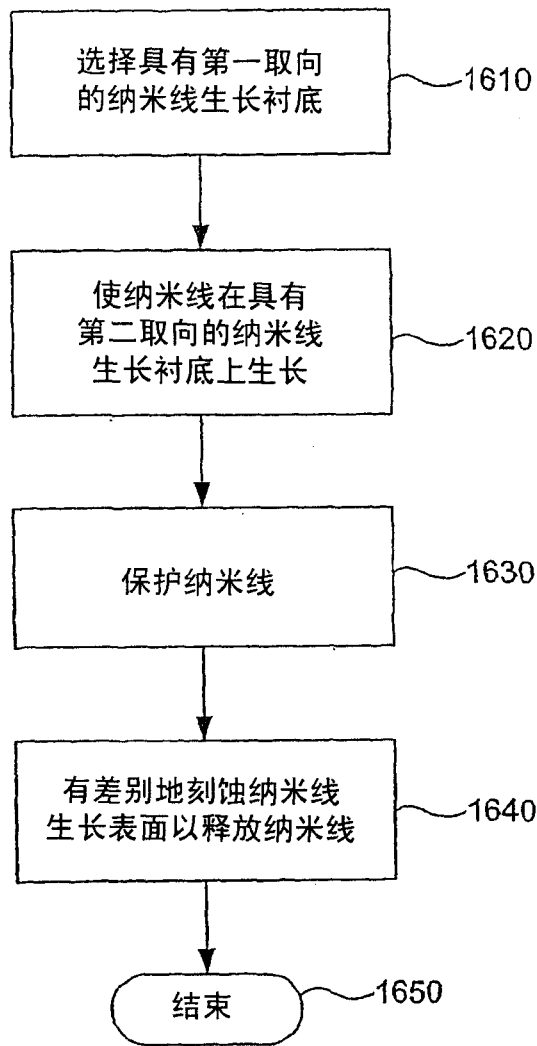 选择具有第一取向
的纳米线生长衬底
1610
使纳米线在具有
第二取向的纳米线
生长衬底上生长
1620
保护纳米线
1630
有差别地刻蚀纳米线
生长表面以释放纳米线
1640
结束
1650